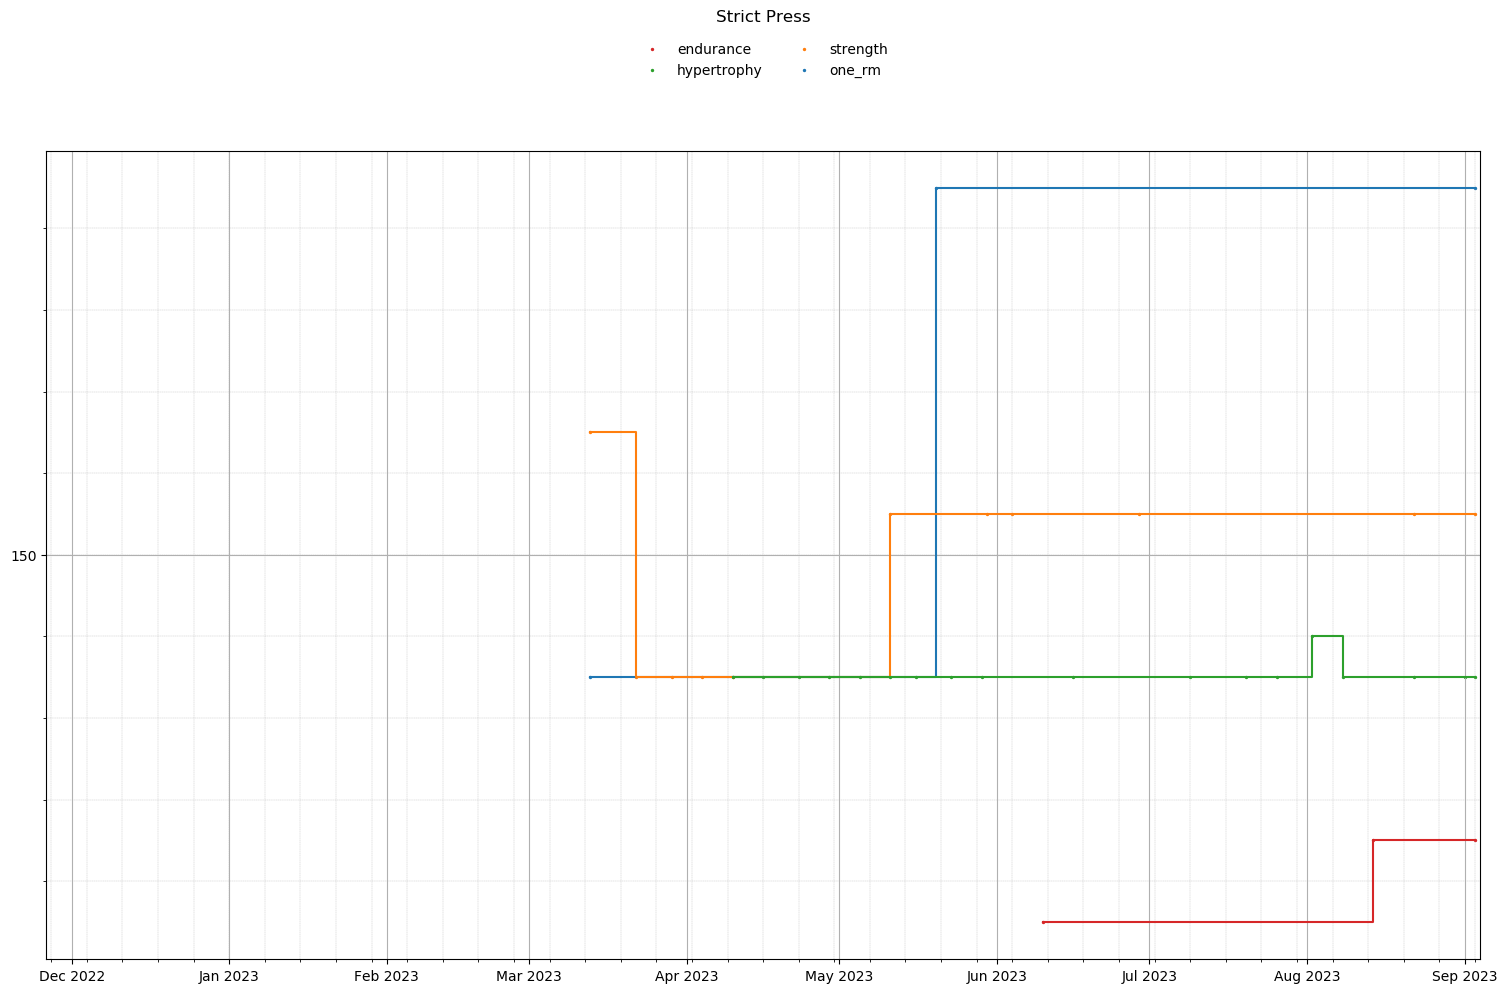 Strict Press
endurance strength
hypertrophy one_rm
150
Dec 2022 Jan 2023 Feb 2023 Mar 2023 Apr 2023 May 2023 Jun 2023 Jul 2023 Aug 2023 Sep 2023